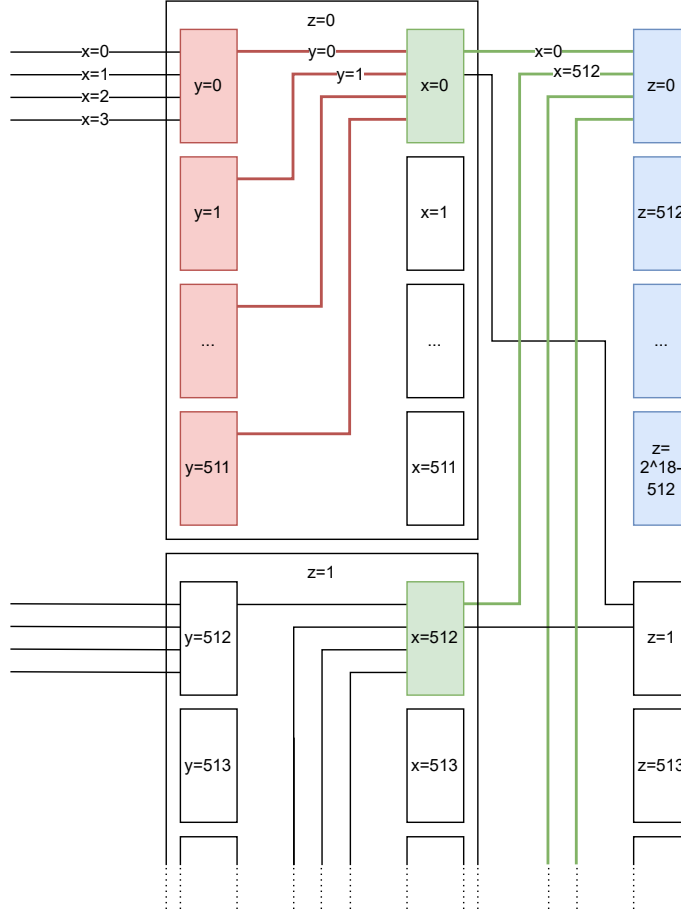 z=0
x=0
x=1
x=2
x=3
y=0
y=0
y=1
x=0
x=0
x=512
z=0
y=1
x=1
z=512
...
...
...
y=511
x=511
z=
2^18-
512
z=1
y=512
x=512
z=1
y=513
x=513
z=513